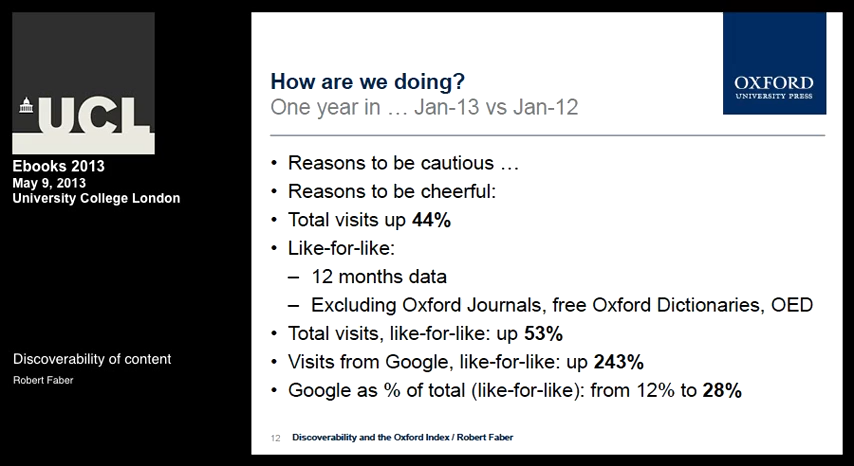 UCL
Ebooks 2013
May 9, 2013
University College London
Discoverability of content
Robert Faber
OXFORD
UNIVERSITY PRESS
How are we doing?
One year in … Jan-13 vs Jan-12
• Reasons to be cautious …
• Reasons to be cheerful:
• Total visits up 44%
• Like-for-like:
– 12 months data
– Excluding Oxford Journals, free Oxford Dictionaries, OED
• Total visits, like-for-like: up 53%
• Visits from Google, like-for-like: up 243%
• Google as % of total (like-for-like): from 12% to 28%
12 Discoverability and the Oxford Index / Robert Faber